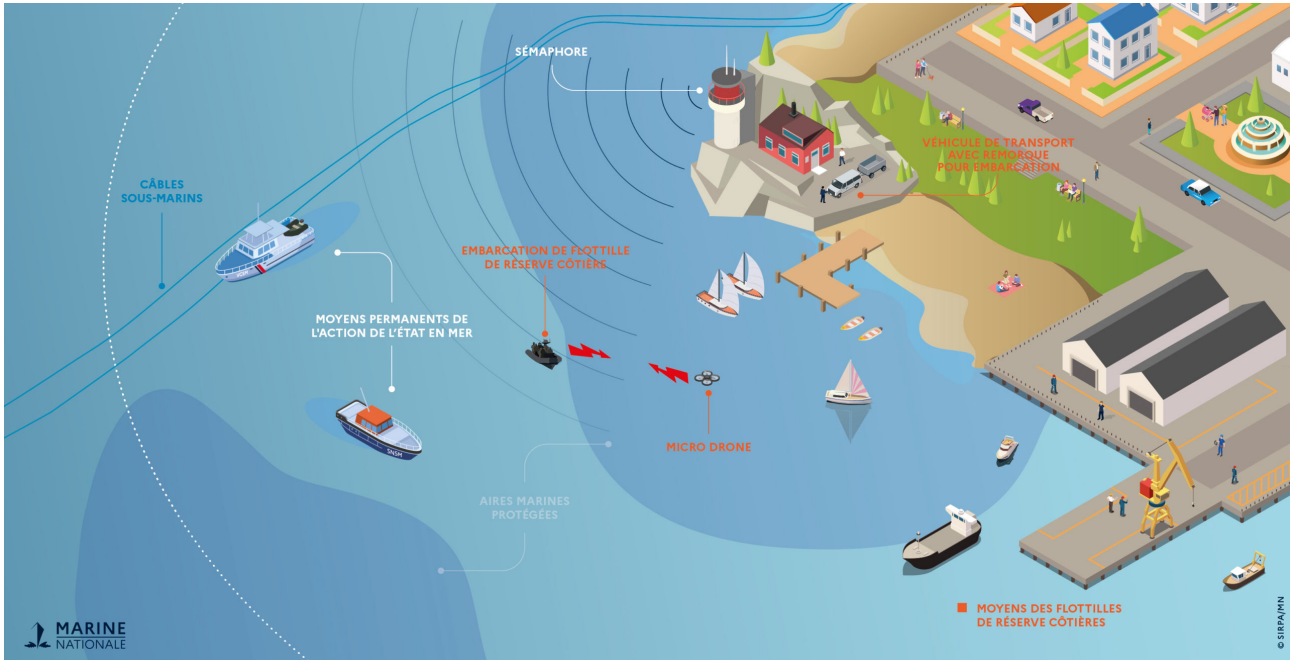 SÉMAPHORE
VÉHICULE DE TRANSPORT
AVEC REMORQUE
POUR EMBARCATION
CÂBLES
SOUS-MARINS
EMBARCATION DE FLOTTILLE
DE RÉSERVE CÔTIÈRE
MOYENS PERMANENTS DE
L'ACTION DE L'ÉTAT EN MER
VCSM
SNSM
MICRO DRONE
AIRES MARINES
PROTÉGÉES
MOYENS DES FLOTTILLES
DE RÉSERVE CÔTIÈRES
MARINE
NATIONALE
© SIRPA/MN